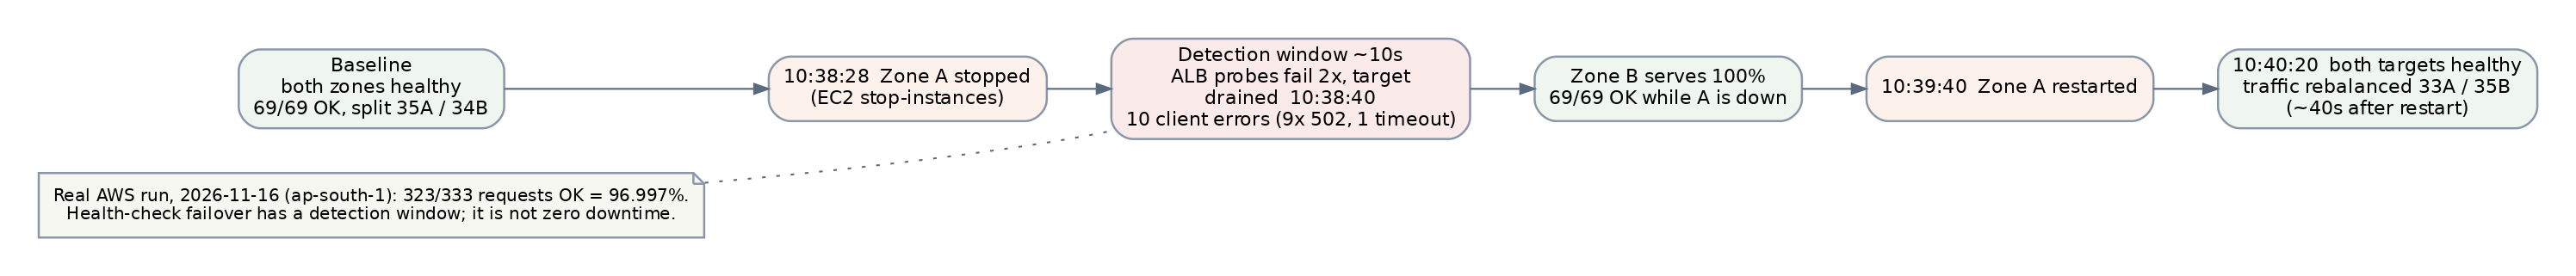 Baseline
both zones healthy
69/69 OK, split 35A / 34B
10:38:28  Zone A stopped
(EC2 stop-instances)
Detection window ~10s
ALB probes fail 2x, target
drained  10:38:40
10 client errors (9x 502, 1 timeout)
Zone B serves 100%
69/69 OK while A is down
10:39:40  Zone A restarted
10:40:20  both targets healthy
traffic rebalanced 33A / 35B
(~40s after restart)
Real AWS run, 2026-11-16 (ap-south-1): 323/333 requests OK = 96.997%.
Health-check failover has a detection window; it is not zero downtime.